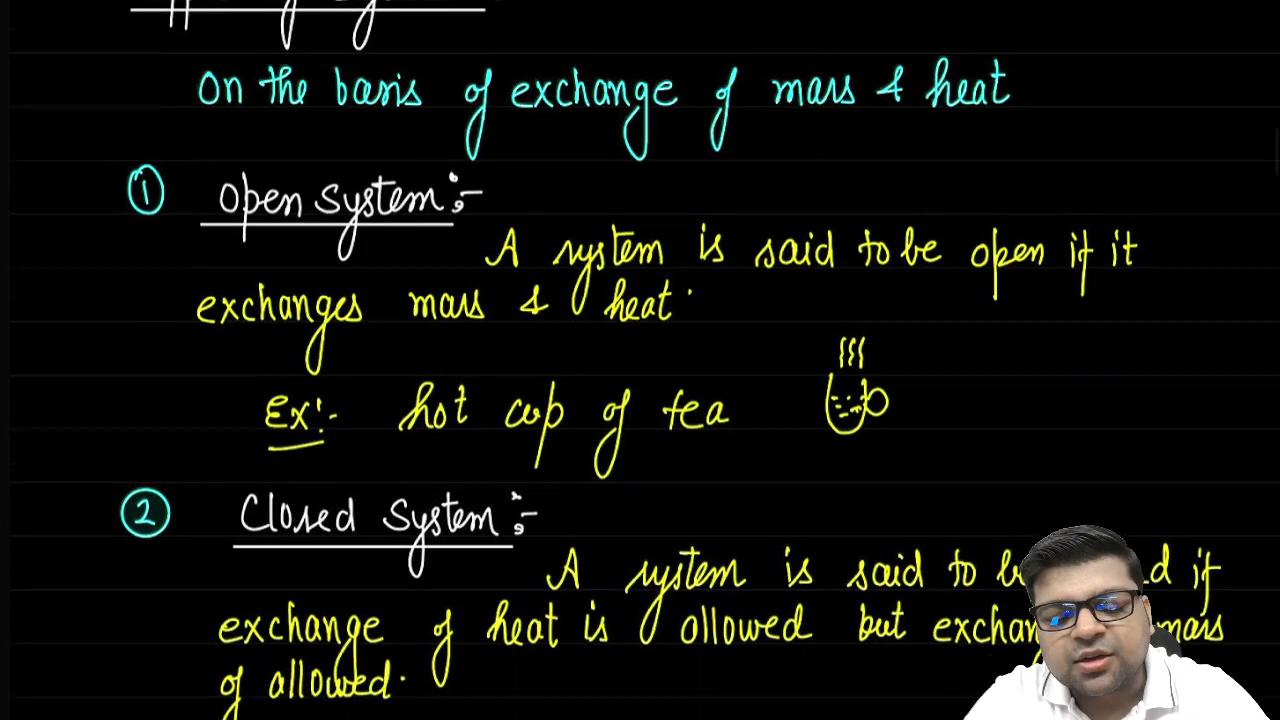 On the basis of exchange of mass & heat
① Open System :-
A system is said to be open if it
exchanges mass & heat.
Ex:- hot cup of tea
② Closed System :-
A system is said to if
exchange of heat is allowed but mass
of allowed.